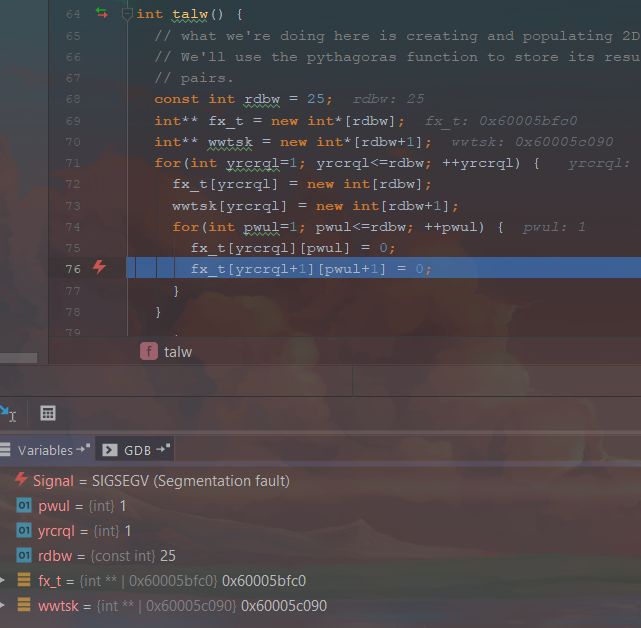 64 int talw() {
65 // what we're doing here is creating and populating 2D
66 // We'll use the pythagoras function to store its resu
67 // pairs.
68 const int rdbw = 25; rdbw: 25
69 int** fx_t = new int*[rdbw]; fx_t: 0x60005bfc0
70 int** wwtsk = new int*[rdbw+1]; wwtsk: 0x60005c090
71 for(int yrcrql=1; yrcrql<=rdbw; ++yrcrql) { yrcrql:
72 fx_t[yrcrql] = new int[rdbw];
73 wwtsk[yrcrql] = new int[rdbw+1];
74 for(int pwul=1; pwul<=rdbw; ++pwul) { pwul: 1
75 fx_t[yrcrql][pwul] = 0;
76 fx_t[yrcrql+1][pwul+1] = 0;
77 }
78 }
79
f talw
Variables GDB
Signal = SIGSEGV (Segmentation fault)
01 pwul = {int} 1
01 yrcrql = {int} 1
01 rdbw = {const int} 25
fx_t = {int ** | 0x60005bfc0} 0x60005bfc0
wwtsk = {int ** | 0x60005c090} 0x60005c090